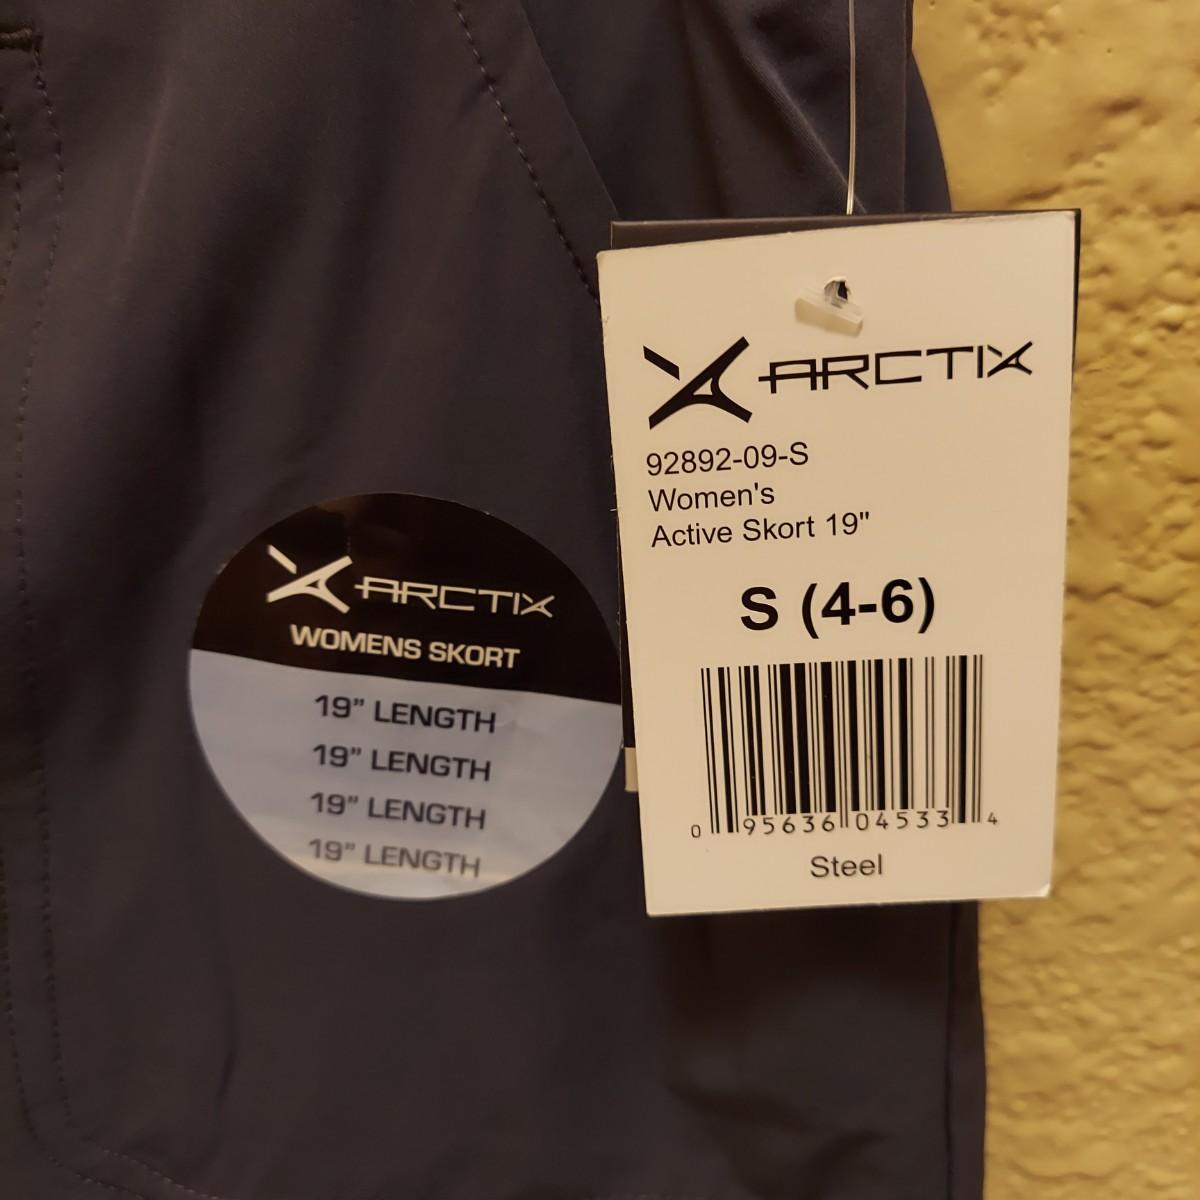 ARCTIX
92892-09-S
Women's
Active Skort 19"
S (4-6)
0 95636 04533 4
Steel
ARCTIX
WOMENS SKORT
19” LENGTH
19” LENGTH
19” LENGTH
19” LENGTH